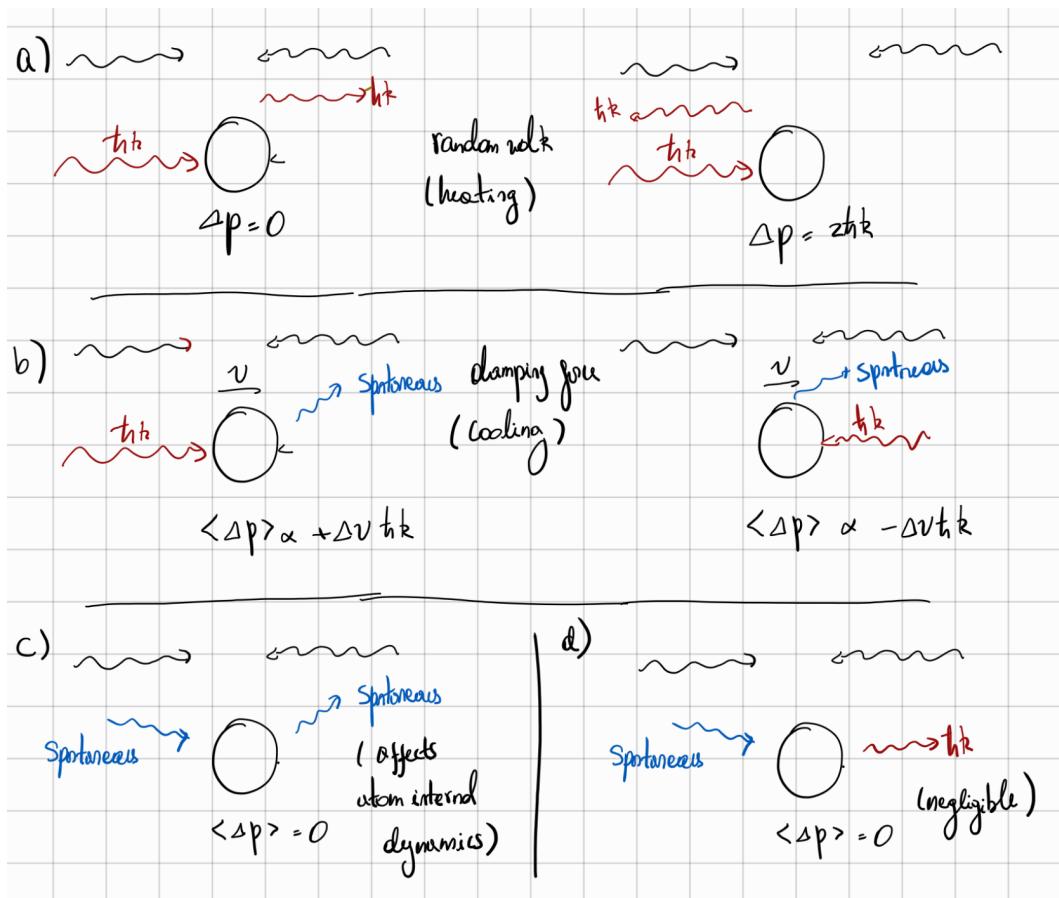 a)
ħk
ħk
Δp = 0
random walk
(heating)
ħk
ħk
Δp = 2ħk
b)
v
Spontaneous
ħk
<Δp> ∝ +Δv ħk
damping force
(cooling)
v
Spontaneous
ħk
<Δp> ∝ -Δv ħk
c)
Spontaneous
Spontaneous
(affects
atom internal
dynamics)
<Δp> = 0
d)
Spontaneous
ħk
(negligible)
<Δp> = 0